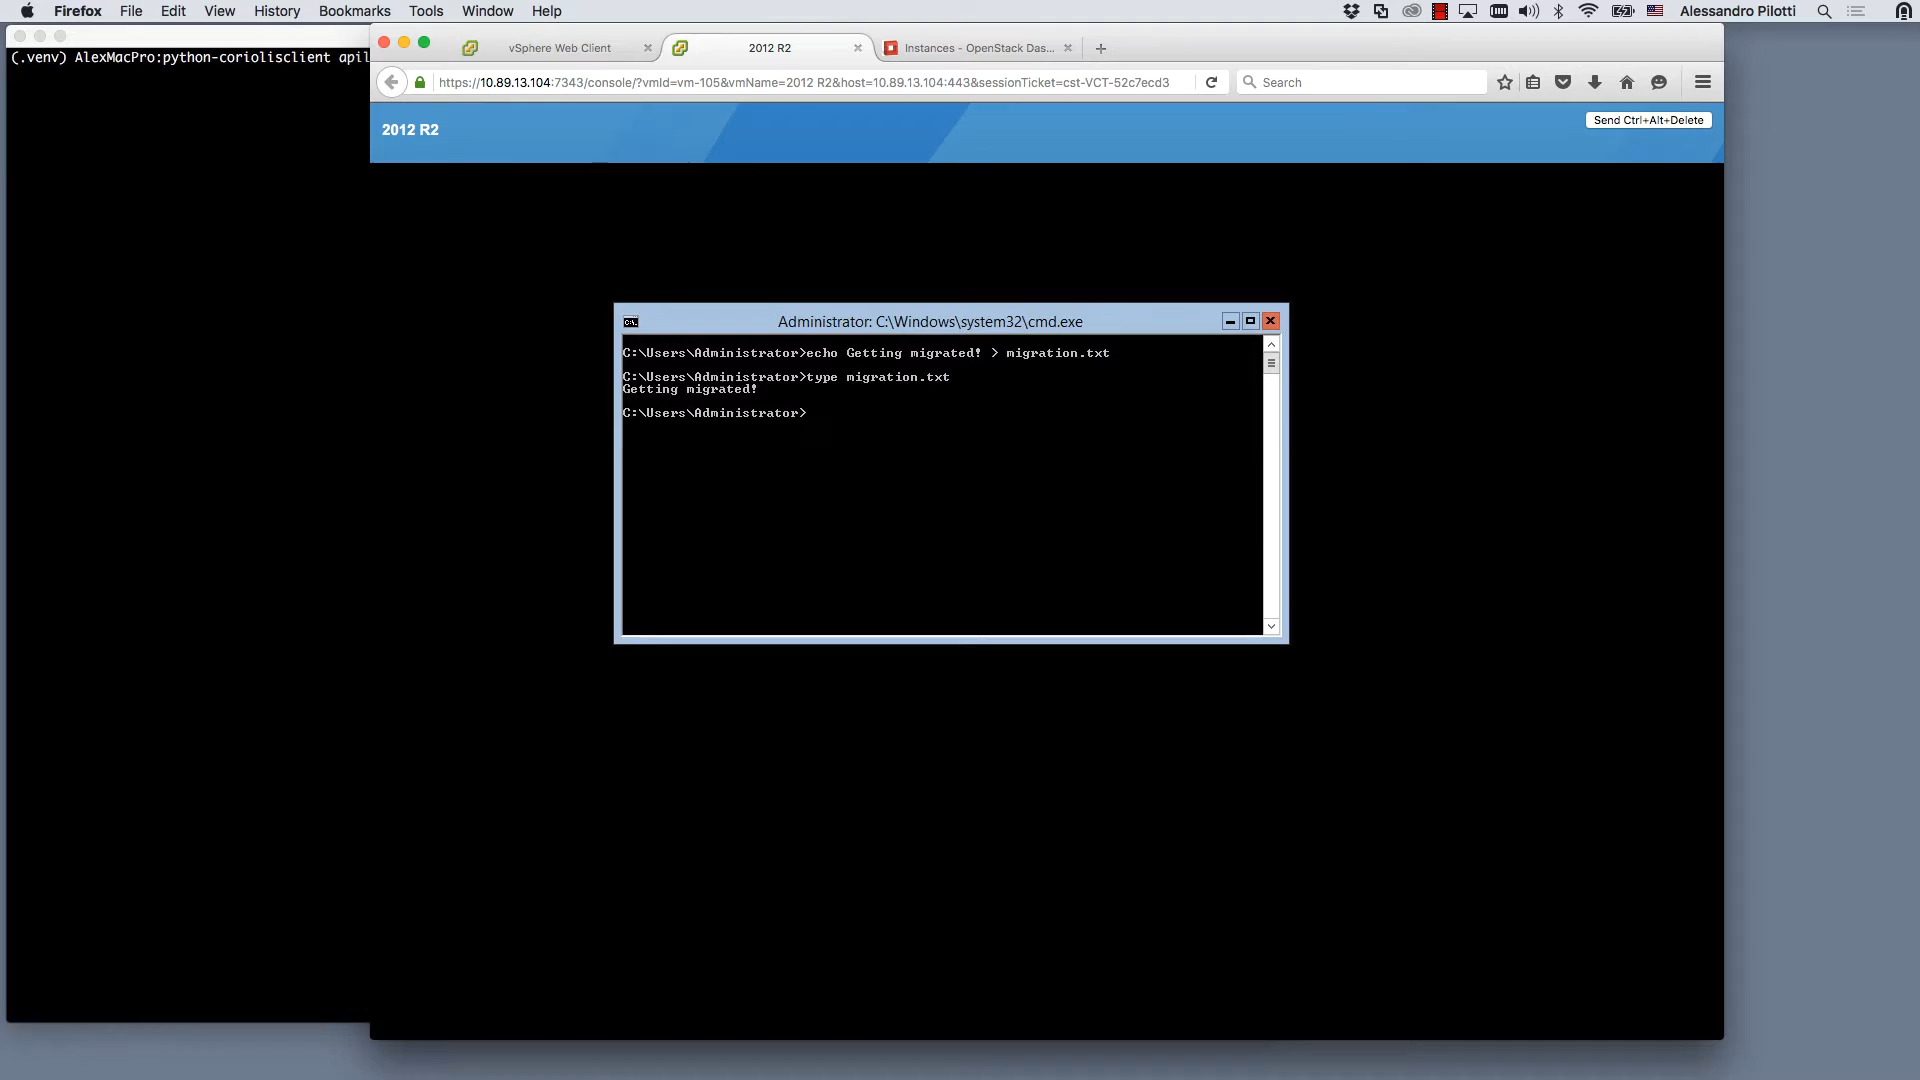 Firefox File Edit View History Bookmarks Tools Window Help Alessandro Pilotti
(.venv) AlexMacPro:python-coriolisclient apil
vSphere Web Client
2012 R2
Instances - OpenStack Das...
https://10.89.13.104:7343/console/?vmId=vm-105&vmName=2012 R2&host=10.89.13.104:443&sessionTicket=cst-VCT-52c7ecd3
Search
2012 R2
Send Ctrl+Alt+Delete
Administrator: C:\Windows\system32\cmd.exe
C:\Users\Administrator>echo Getting migrated! > migration.txt
C:\Users\Administrator>type migration.txt
Getting migrated!
C:\Users\Administrator>